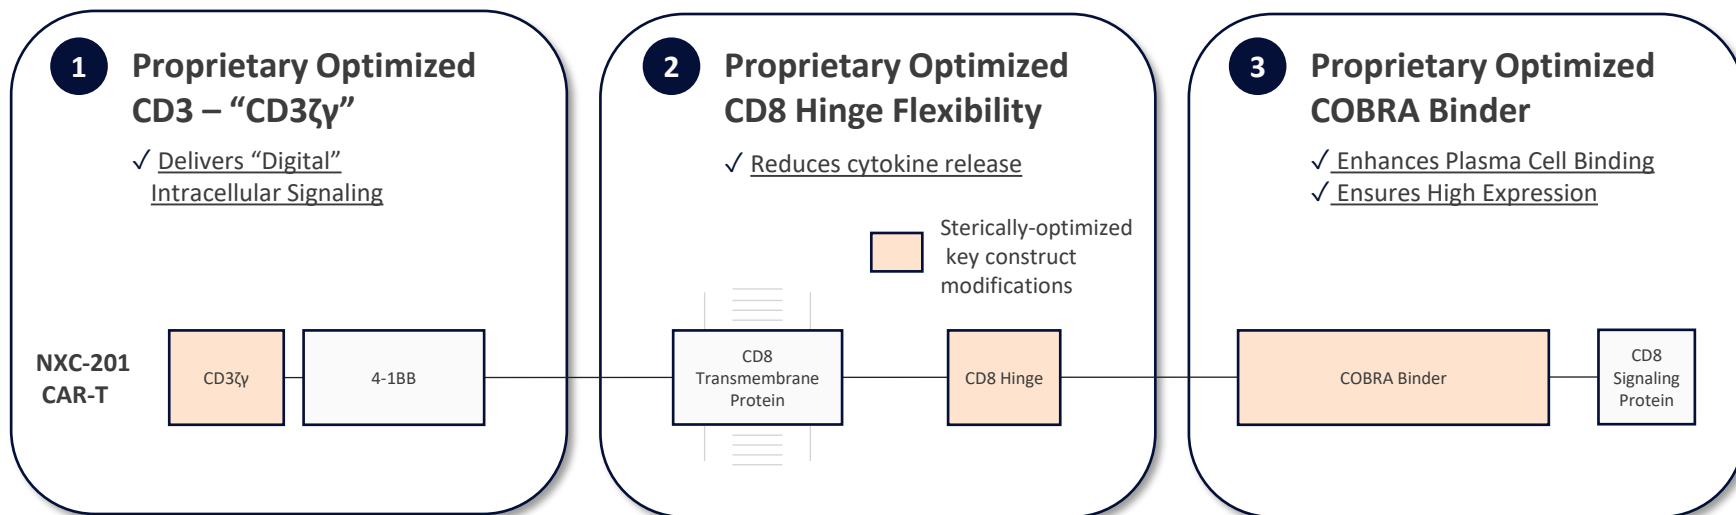 1
Proprietary Optimized
CD3 – “CD3ζγ”
✓ Delivers “Digital”
Intracellular Signaling
2
Proprietary Optimized
CD8 Hinge Flexibility
✓ Reduces cytokine release
Sterically-optimized
key construct
modifications
3
Proprietary Optimized
COBRA Binder
✓ Enhances Plasma Cell Binding
✓ Ensures High Expression
NXC-201
CAR-T
CD3ζγ
4-1BB
CD8
Transmembrane
Protein
CD8 Hinge
COBRA Binder
CD8
Signaling
Protein